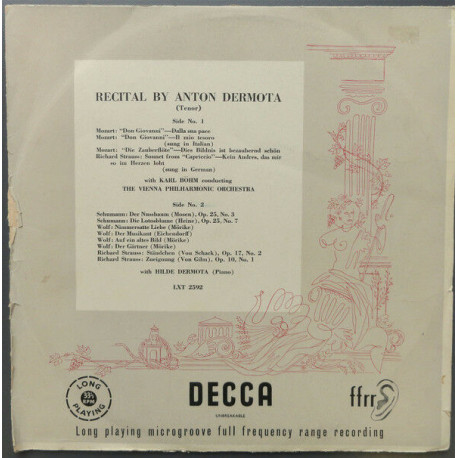 RECITAL BY ANTON DERMOTA
(Tenor)
Side No. 1
Mozart: "Don Giovanni"—Dalla sua pace
Mozart: "Don Giovanni"—Il mio tesoro
(sung in Italian)
Mozart: "Die Zauberflöte"—Dies Bildnis ist bezaubernd schön
Richard Strauss: Sonnet from "Capriccio"—Kein Andres, das mir
so im Herzen loht
(sung in German)
with KARL BÖHM conducting
THE VIENNA PHILHARMONIC ORCHESTRA
Side No. 2
Schumann: Der Nussbaum (Mosen), Op. 25, No. 3
Schumann: Die Lotosblume (Heine), Op. 25, No. 7
Wolf: Nimmersatte Liebe (Mörike)
Wolf: Der Musikant (Eichendorff)
Wolf: Auf ein altes Bild (Mörike)
Wolf: Der Gärtner (Mörike)
Richard Strauss: Ständchen (Von Schack), Op. 17, No. 2
Richard Strauss: Zueignung (Von Gilm), Op. 10, No. 1
with HILDE DERMOTA (Piano)
LXT 2592
LONG
33⅓
RPM
PLAYING
DECCA
UNBREAKABLE
ffrr
Long playing microgroove full frequency range recording